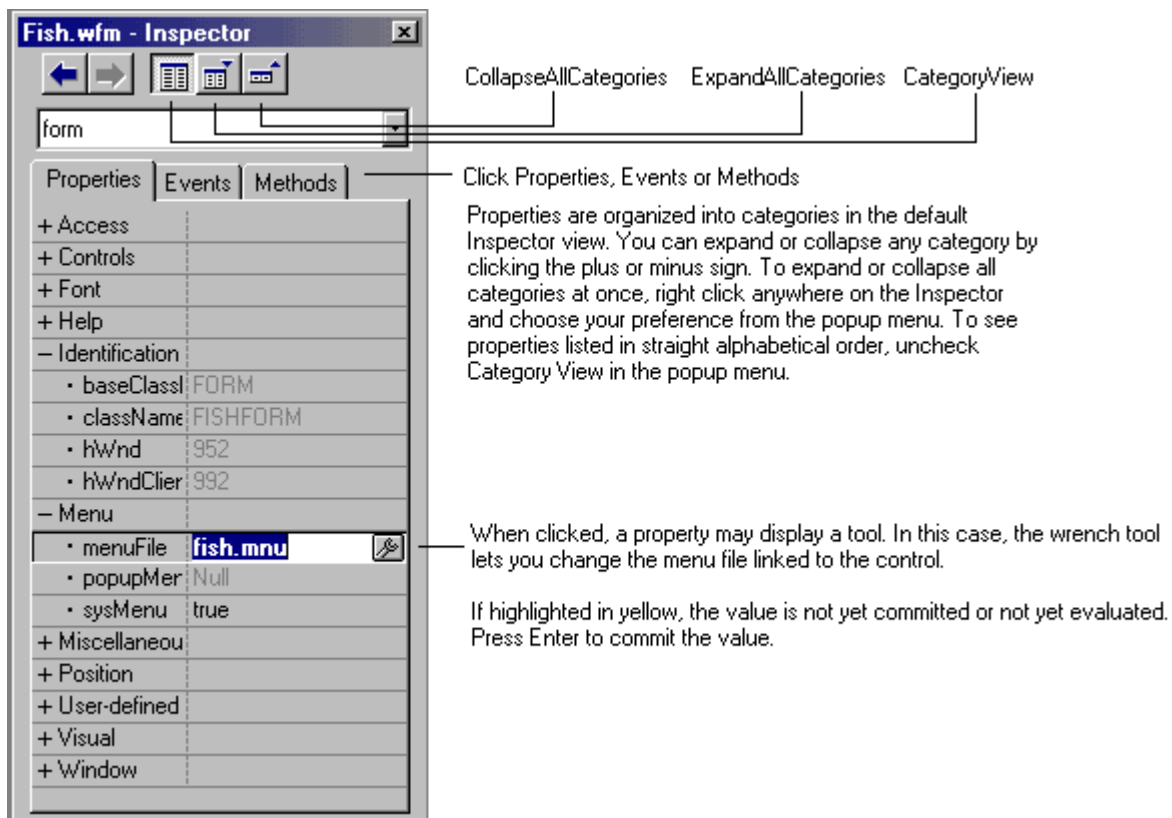 Fish.wfm - Inspector
CollapseAllCategories ExpandAllCategories CategoryView
form
Properties Events Methods
Click Properties, Events or Methods
Properties are organized into categories in the default
Inspector view. You can expand or collapse any category by
clicking the plus or minus sign. To expand or collapse all
categories at once, right click anywhere on the Inspector
and choose your preference from the popup menu. To see
properties listed in straight alphabetical order, uncheck
Category View in the popup menu.
+ Access
+ Controls
+ Font
+ Help
– Identification
· baseClassI FORM
· className FISHFORM
· hWnd 952
· hWndClier 992
– Menu
· menuFile fish.mnu
· popupMer Null
· sysMenu true
+ Miscellaneou
+ Position
+ User-defined
+ Visual
+ Window
When clicked, a property may display a tool. In this case, the wrench tool
lets you change the menu file linked to the control.
If highlighted in yellow, the value is not yet committed or not yet evaluated.
Press Enter to commit the value.